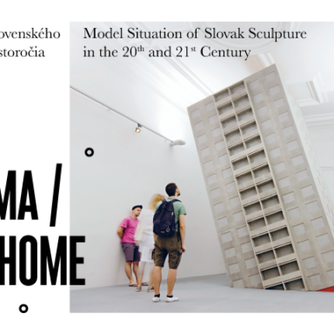 ovenského
storočia
Model Situation of Slovak Sculpture
in the 20th and 21st Century
MA /
HOME